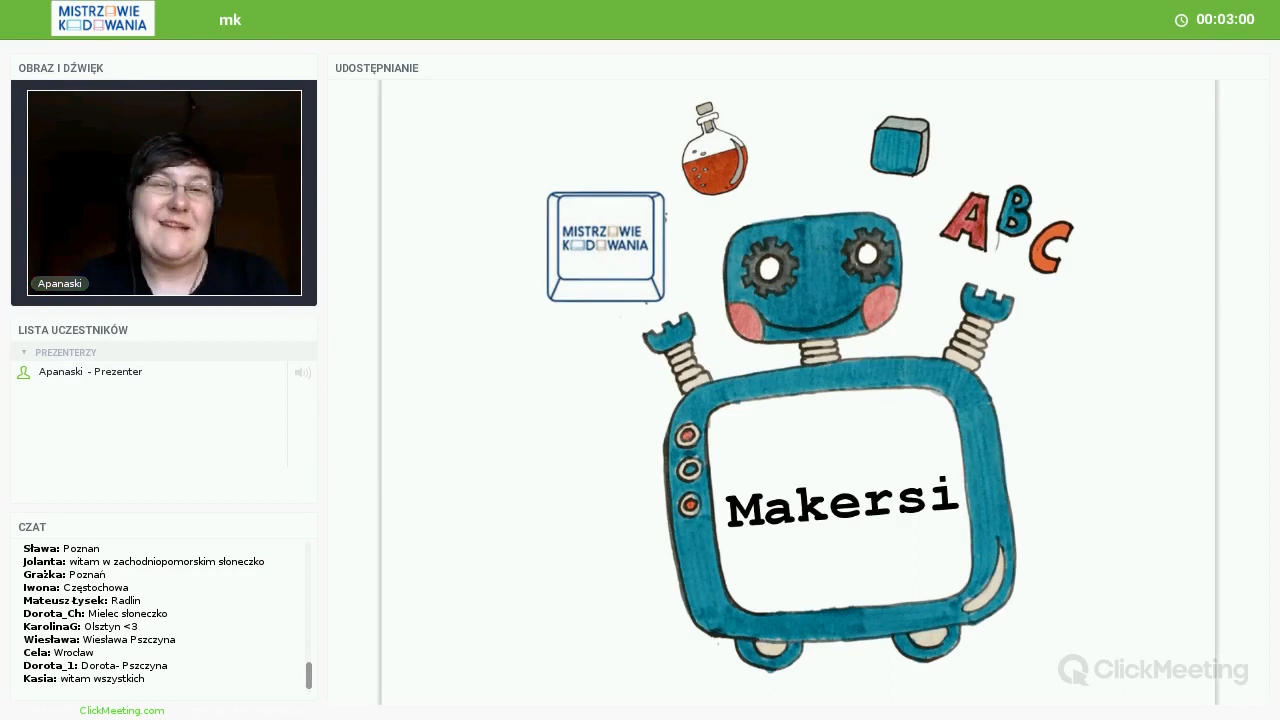 MISTRZOWIE
KODOWANIA
mk
00:03:00
OBRAZ I DŹWIĘK
UDOSTĘPNIANIE
Apanaski
LISTA UCZESTNIKÓW
PREZENTERZY
Apanaski - Prezenter
CZAT
Sława: Poznan
Jolanta: witam w zachodniopomorskim słoneczko
Grażka: Poznań
Iwona: Częstochowa
Mateusz Łysek: Radlin
Dorota_Ch: Mielec słoneczko
KarolinaG: Olsztyn <3
Wiesława: Wiesława Pszczyna
Cela: Wrocław
Dorota_1: Dorota- Pszczyna
Kasia: witam wszystkich
ClickMeeting.com
MISTRZOWIE
KODOWANIA
ABC
Makersi
ClickMeeting